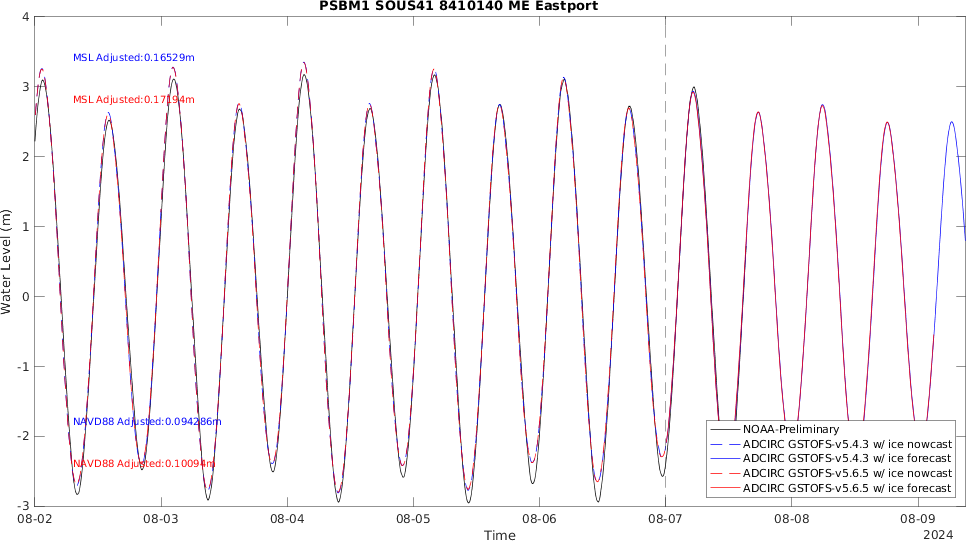 PSBM1 SOUS41 8410140 ME Eastport
MSL Adjusted:0.16529m
MSL Adjusted:0.17194m
NAVD88 Adjusted:0.094286m
NAVD88 Adjusted:0.10094m
Water Level (m)
4
3
2
1
0
-1
-2
-3
08-02
08-03
08-04
08-05
08-06
08-07
08-08
08-09
Time
2024
NOAA-Preliminary
ADCIRC GSTOFS-v5.4.3 w/ ice nowcast
ADCIRC GSTOFS-v5.4.3 w/ ice forecast
ADCIRC GSTOFS-v5.6.5 w/ ice nowcast
ADCIRC GSTOFS-v5.6.5 w/ ice forecast